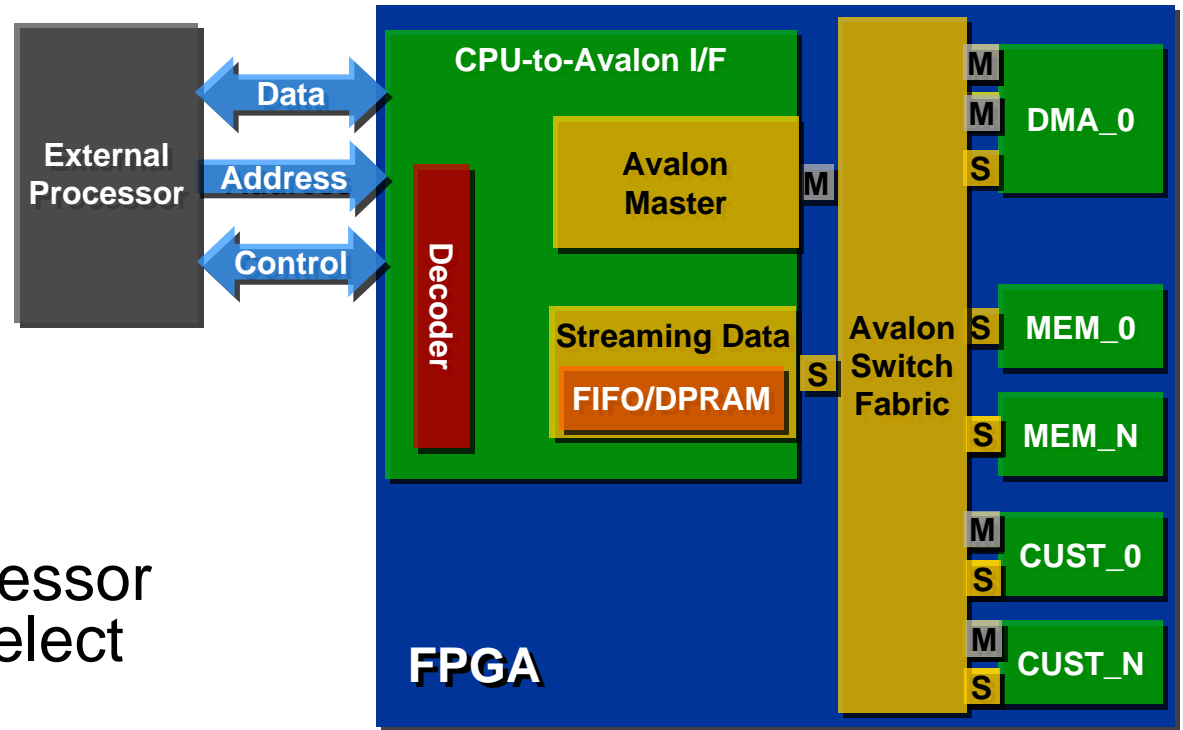 External
Processor
Data
Address
Control
CPU-to-Avalon I/F
Decoder
Avalon
Master
M
Streaming Data
FIFO/DPRAM
S
Avalon
Switch
Fabric
M
M
S
DMA_0
S
MEM_0
S
MEM_N
M
S
CUST_0
M
S
CUST_N
FPGA
essor
elect